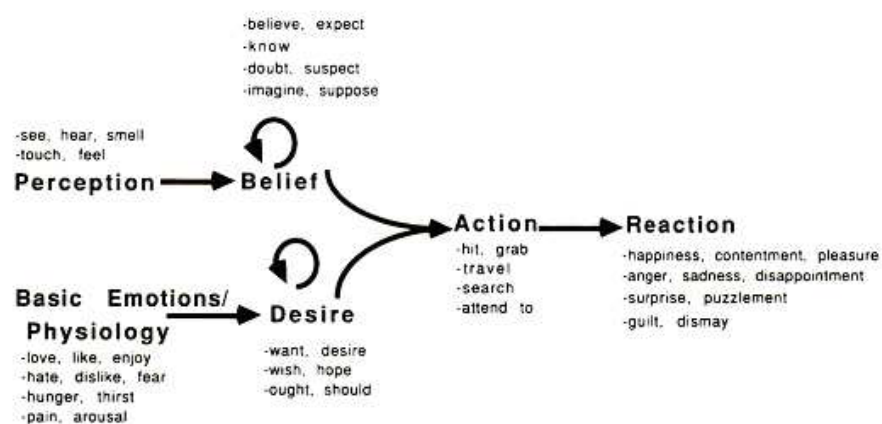 -believe, expect
-know
-doubt, suspect
-imagine, suppose
-see, hear, smell
-touch, feel
Perception
Belief
Action
-hit, grab
-travel
-search
-attend to
Reaction
-happiness, contentment, pleasure
-anger, sadness, disappointment
-surprise, puzzlement
-guilt, dismay
Basic Emotions/
Physiology
-love, like, enjoy
-hate, dislike, fear
-hunger, thirst
-pain, arousal
Desire
-want, desire
-wish, hope
-ought, should